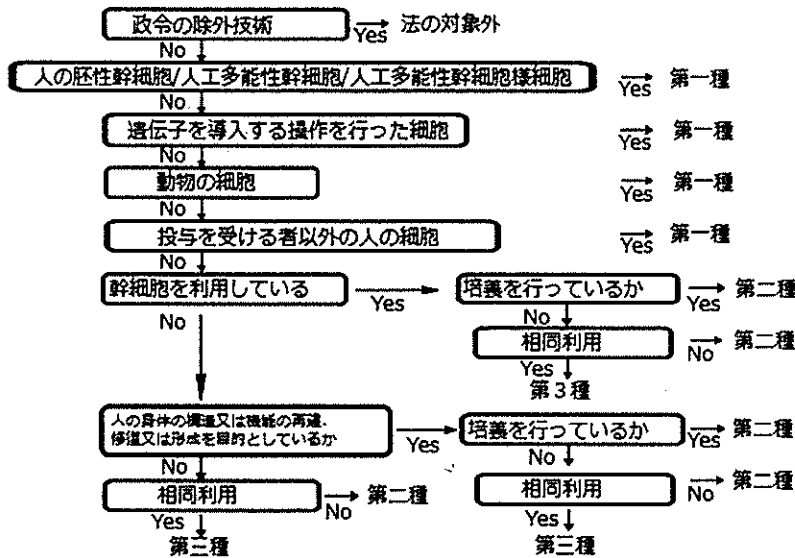 政令の除外技術
Yes
法の対象外
No
人の胚性幹細胞/人工多能性幹細胞/人工多能性幹細胞様細胞
Yes
第一種
No
遺伝子を導入する操作を行った細胞
Yes
第一種
No
動物の細胞
Yes
第一種
No
投与を受ける者以外の人の細胞
Yes
第一種
No
幹細胞を利用している
Yes
培義を行っているか
Yes
第二種
No
No
相同利用
No
第二種
Yes
第3種
人の身体の構造又は機能の再建、
修復又は形成を目的としているか
Yes
培義を行っているか
Yes
第二種
No
No
相同利用
No
第二種
相同利用
No
第二種
Yes
第三種
Yes
第三種